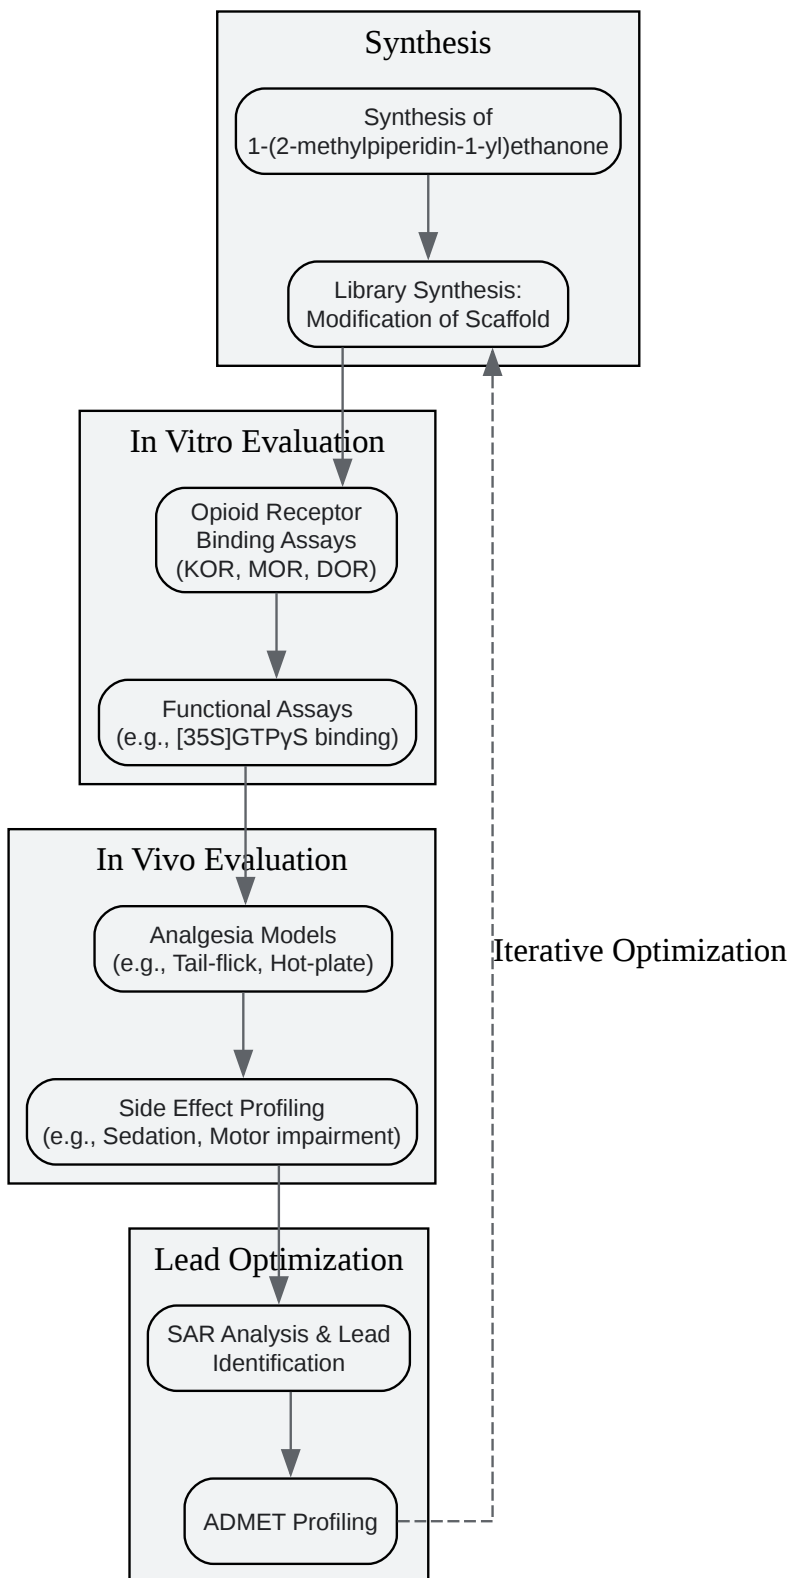 Synthesis
Synthesis of
1-(2-methylpiperidin-1-yl)ethanone
Library Synthesis:
Modification of Scaffold
In Vitro Evaluation
Opioid Receptor
Binding Assays
(KOR, MOR, DOR)
Functional Assays
(e.g., [35S]GTPγS binding)
In Vivo Evaluation
Analgesia Models
(e.g., Tail-flick, Hot-plate)
Iterative Optimization
Side Effect Profiling
(e.g., Sedation, Motor impairment)
Lead Optimization
SAR Analysis & Lead
Identification
ADMET Profiling